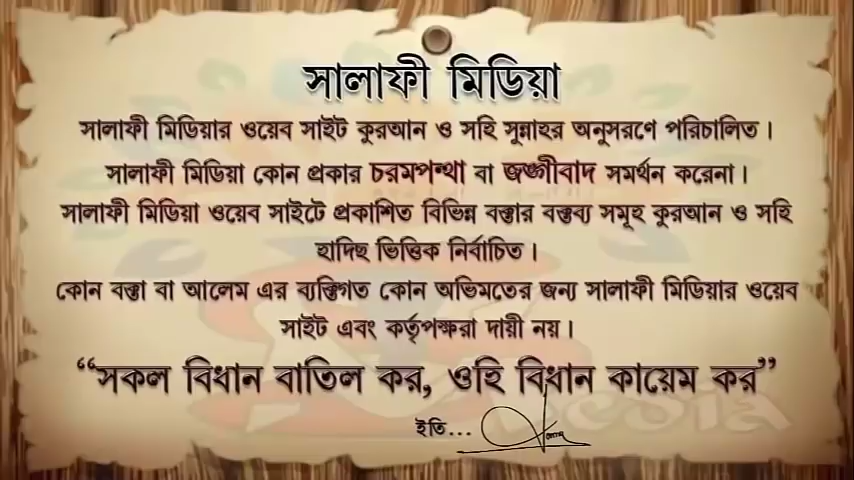 সালাফী মিডিয়া
সালাফী মিডিয়ার ওয়েব সাইট কুরআন ও সহি সুন্নাহর অনুসরণে পরিচালিত।
সালাফী মিডিয়া কোন প্রকার চরমপন্থা বা জঙ্গীবাদ সমর্থন করেনা।
সালাফী মিডিয়া ওয়েব সাইটে প্রকাশিত বিভিন্ন বক্তার বক্তব্য সমূহ কুরআন ও সহি
হাদিছ ভিত্তিক নির্বাচিত।
কোন বক্তা বা আলেম এর ব্যক্তিগত কোন অভিমতের জন্য সালাফী মিডিয়ার ওয়েব
সাইট এবং কর্তৃপক্ষরা দায়ী নয়।
“সকল বিধান বাতিল কর, ওহি বিধান কায়েম কর”
ইতি...